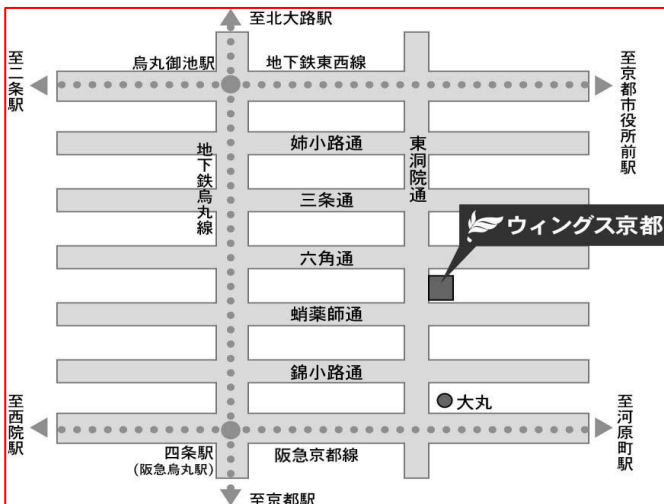 至北大路駅
烏丸御池駅
地下鉄東西線
至二条駅
至京都市役所前駅
姉小路通
東洞院通
地下鉄烏丸線
三条通
ウィングス京都
六角通
蛸薬師通
錦小路通
大丸
至西院駅
至河原町駅
四条駅
(阪急烏丸駅)
阪急京都線
至京都駅